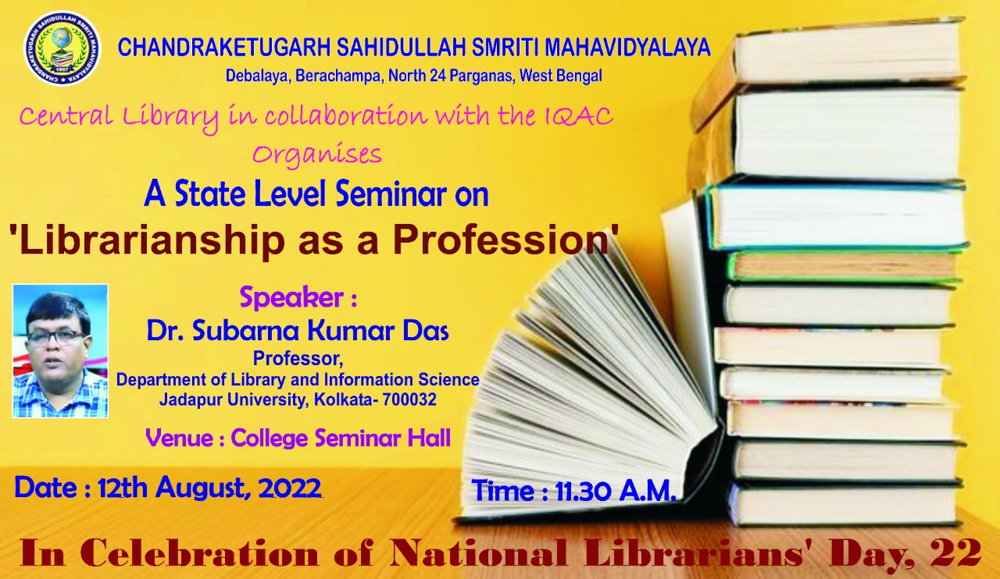 CHANDRAKETUGARH SAHIDULLAH SMRITI MAHAVIDYALAYA
1997
CHANDRAKETUGARH SAHIDULLAH SMRITI MAHAVIDYALAYA
Debalaya, Berachampa, North 24 Parganas, West Bengal
Central Library in collaboration with the IQAC
Organises
A State Level Seminar on
'Librarianship as a Profession'
Speaker :
Dr. Subarna Kumar Das
Professor,
Department of Library and Information Science
Jadapur University, Kolkata- 700032
Venue : College Seminar Hall
Date : 12th August, 2022
Time : 11.30 A.M.
In Celebration of National Librarians' Day, 22